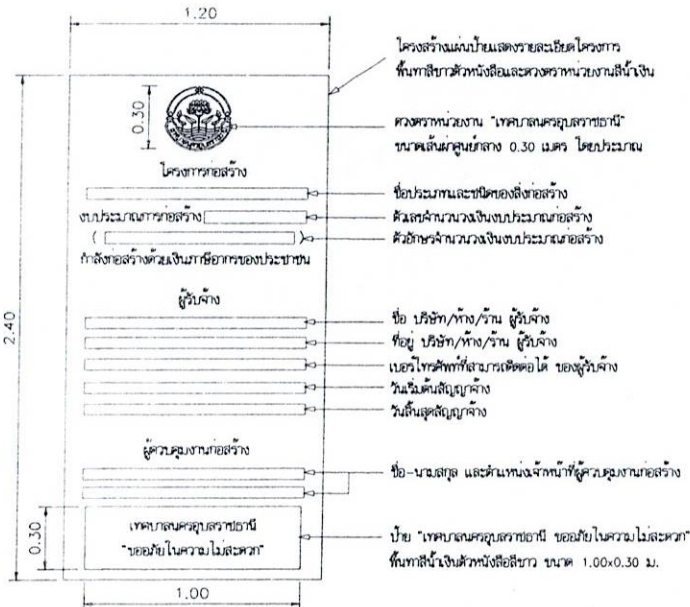 1.20
โครงสร้างแผ่นป้ายแสดงรายละเอียดโครงการ
พื้นทาสีขาวตัวหนังสือและดวงตราหน่วยงานสีน้ำเงิน
0.30
ดวงตราหน่วยงาน "เทศบาลนครอุบลราชธานี"
ขนาดเส้นผ่าศูนย์กลาง 0.30 เมตร โดยประมาณ
โครงการก่อสร้าง
ชื่อประเภทและชนิดของสิ่งก่อสร้าง
งบประมาณการก่อสร้าง
ตัวเลขจำนวนวงเงินงบประมาณก่อสร้าง
( )
ตัวอักษรจำนวนวงเงินงบประมาณก่อสร้าง
กำลังก่อสร้างด้วยเงินภาษีอากรของประชาชน
ผู้รับจ้าง
2.40
ชื่อ บริษัท/ห้าง/ร้าน ผู้รับจ้าง
ที่อยู่ บริษัท/ห้าง/ร้าน ผู้รับจ้าง
เบอร์โทรศัพท์ที่สามารถติดต่อได้ ของผู้รับจ้าง
วันเริ่มต้นสัญญาจ้าง
วันสิ้นสุดสัญญาจ้าง
ผู้ควบคุมงานก่อสร้าง
ชื่อ-นามสกุล และตำแหน่งเจ้าหน้าที่ผู้ควบคุมงานก่อสร้าง
0.30
เทศบาลนครอุบลราชธานี
"ขออภัยในความไม่สะดวก"
ป้าย "เทศบาลนครอุบลราชธานี ขออภัยในความไม่สะดวก"
พื้นทาสีน้ำเงินตัวหนังสือสีขาว ขนาด 1.00x0.30 ม.
1.00